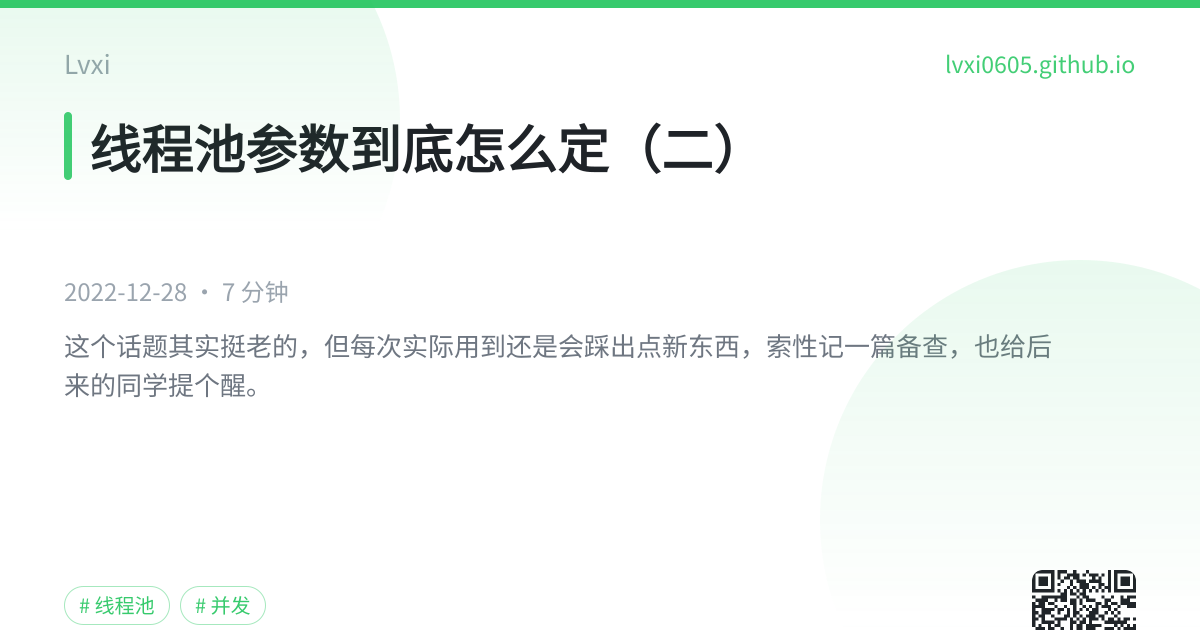 Lvxi
lvxi0605.github.io
线程池参数到底怎么定（二）
2022-12-28 · 7 分钟
这个话题其实挺老的，但每次实际用到还是会踩出点新东西，索性记一篇备查，也给后
来的同学提个醒。
# 线程池
# 并发